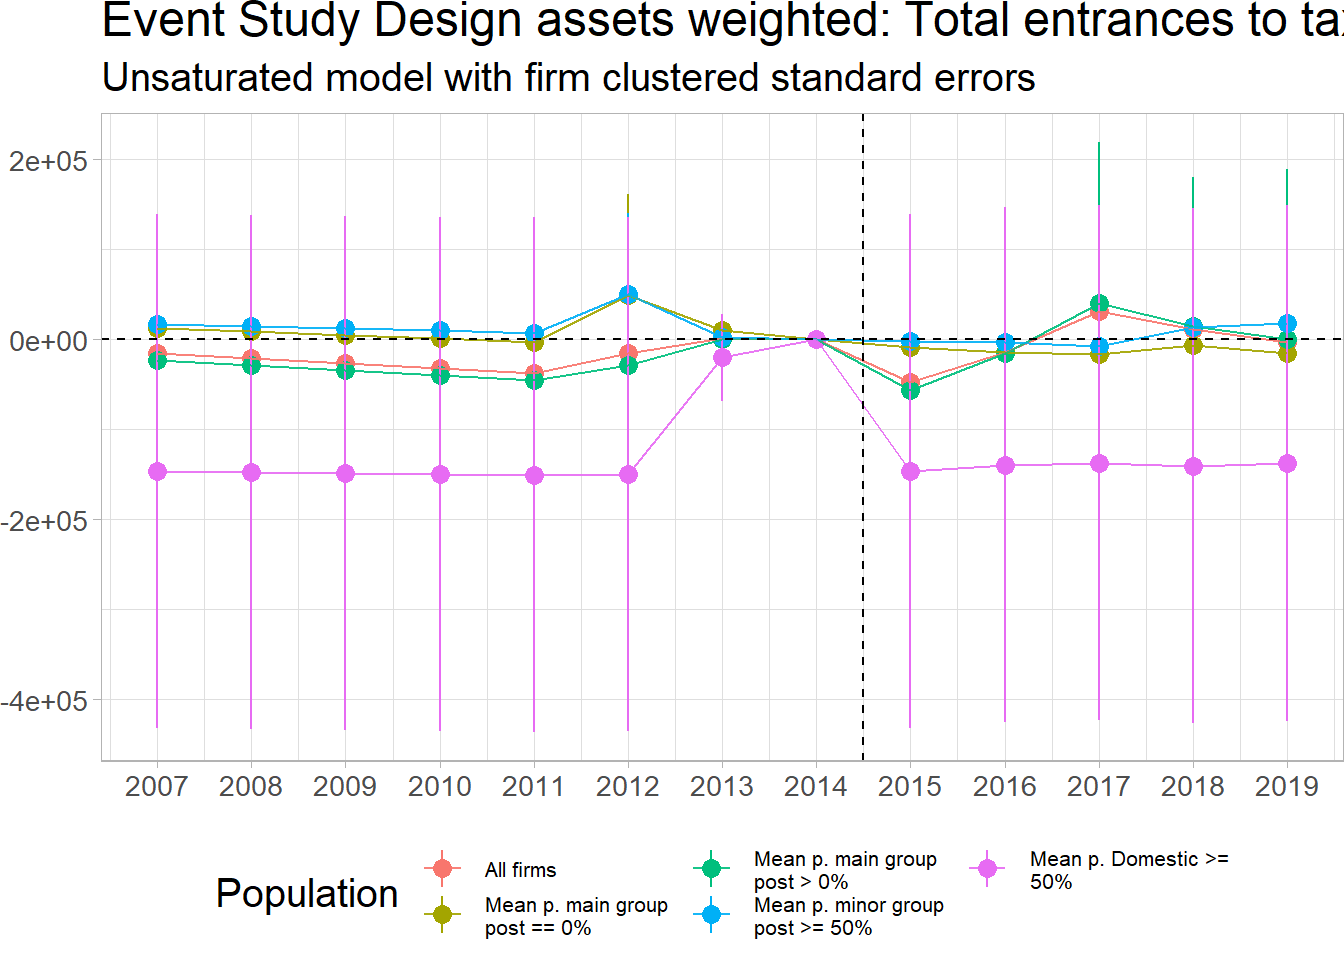 Event Study Design assets weighted: Total entrances to
Unsaturated model with firm clustered standard errors
2e+05
0e+00
-2e+05
-4e+05
2007 2008 2009 2010 2011 2012 2013 2014 2015 2016 2017 2018 2019
Population
All firms
Mean p. main group
post == 0%
Mean p. main group
post > 0%
Mean p. minor group
post >= 50%
Mean p. Domestic >=
50%